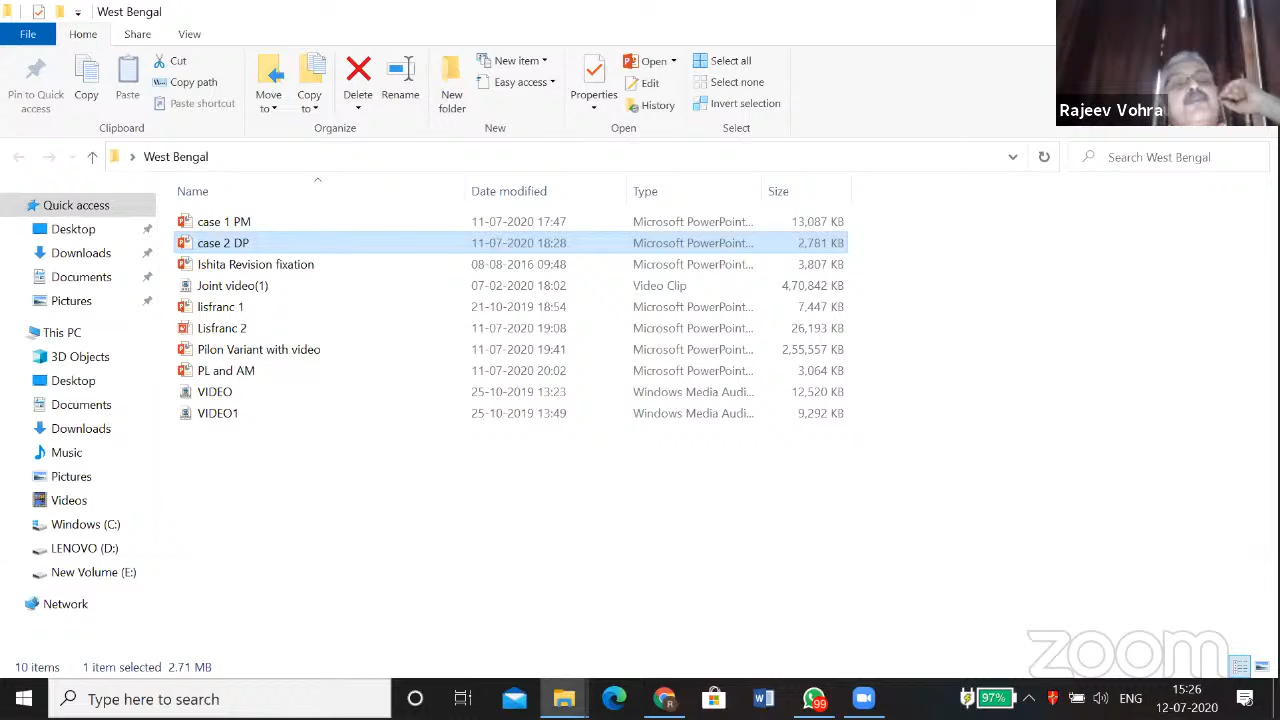 West Bengal
File Home Share View
Pin to Quick access
Copy
Paste
Cut
Copy path
Paste shortcut
Clipboard
Move to
Copy to
Delete
Rename
Organize
New folder
New item
Easy access
New
Properties
Open
Edit
History
Open
Select all
Select none
Invert selection
Select
Rajeev Vohra
West Bengal
Search West Bengal
Name Date modified Type Size
case 1 PM 11-07-2020 17:47 Microsoft PowerPoint... 13,087 KB
case 2 DP 11-07-2020 18:28 Microsoft PowerPoint... 2,781 KB
Ishita Revision fixation 08-08-2016 09:48 Microsoft PowerPoint... 3,807 KB
Joint video(1) 07-02-2020 18:02 Video Clip 4,70,842 KB
lisfranc 1 21-10-2019 18:54 Microsoft PowerPoint... 7,447 KB
Lisfranc 2 11-07-2020 19:08 Microsoft PowerPoint... 26,193 KB
Pilon Variant with video 11-07-2020 19:41 Microsoft PowerPoint... 2,55,557 KB
PL and AM 11-07-2020 20:02 Microsoft PowerPoint... 3,064 KB
VIDEO 25-10-2019 13:23 Windows Media Audi... 12,520 KB
VIDEO1 25-10-2019 13:49 Windows Media Audi... 9,292 KB
Quick access
Desktop
Downloads
Documents
Pictures
This PC
3D Objects
Desktop
Documents
Downloads
Music
Pictures
Videos
Windows (C:)
LENOVO (D:)
New Volume (E:)
Network
10 items 1 item selected 2.71 MB
zoom
Type here to search
99
97%
ENG
15:26
12-07-2020